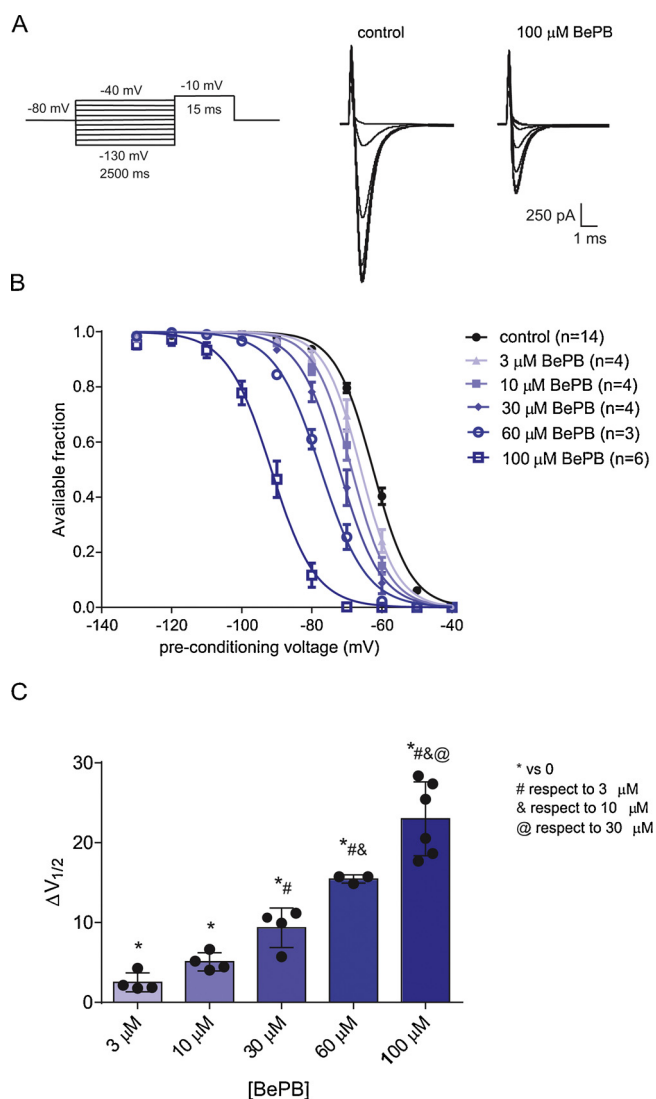 A
control
100 μM BePB
-40 mV
-10 mV
-80 mV
15 ms
-130 mV
2500 ms
250 pA
1 ms
B
1.0
0.8
0.6
0.4
0.2
0.0
Available fraction
-140
-120
-100
-80
-60
-40
pre-conditioning voltage (mV)
control (n=14)
3 μM BePB (n=4)
10 μM BePB (n=4)
30 μM BePB (n=4)
60 μM BePB (n=3)
100 μM BePB (n=6)
C
30
20
10
0
ΔV1/2
*
*
*#
*#&
*#&@
3 μM
10 μM
30 μM
60 μM
100 μM
[BePB]
* vs 0
# respect to 3 μM
& respect to 10 μM
@ respect to 30 μM